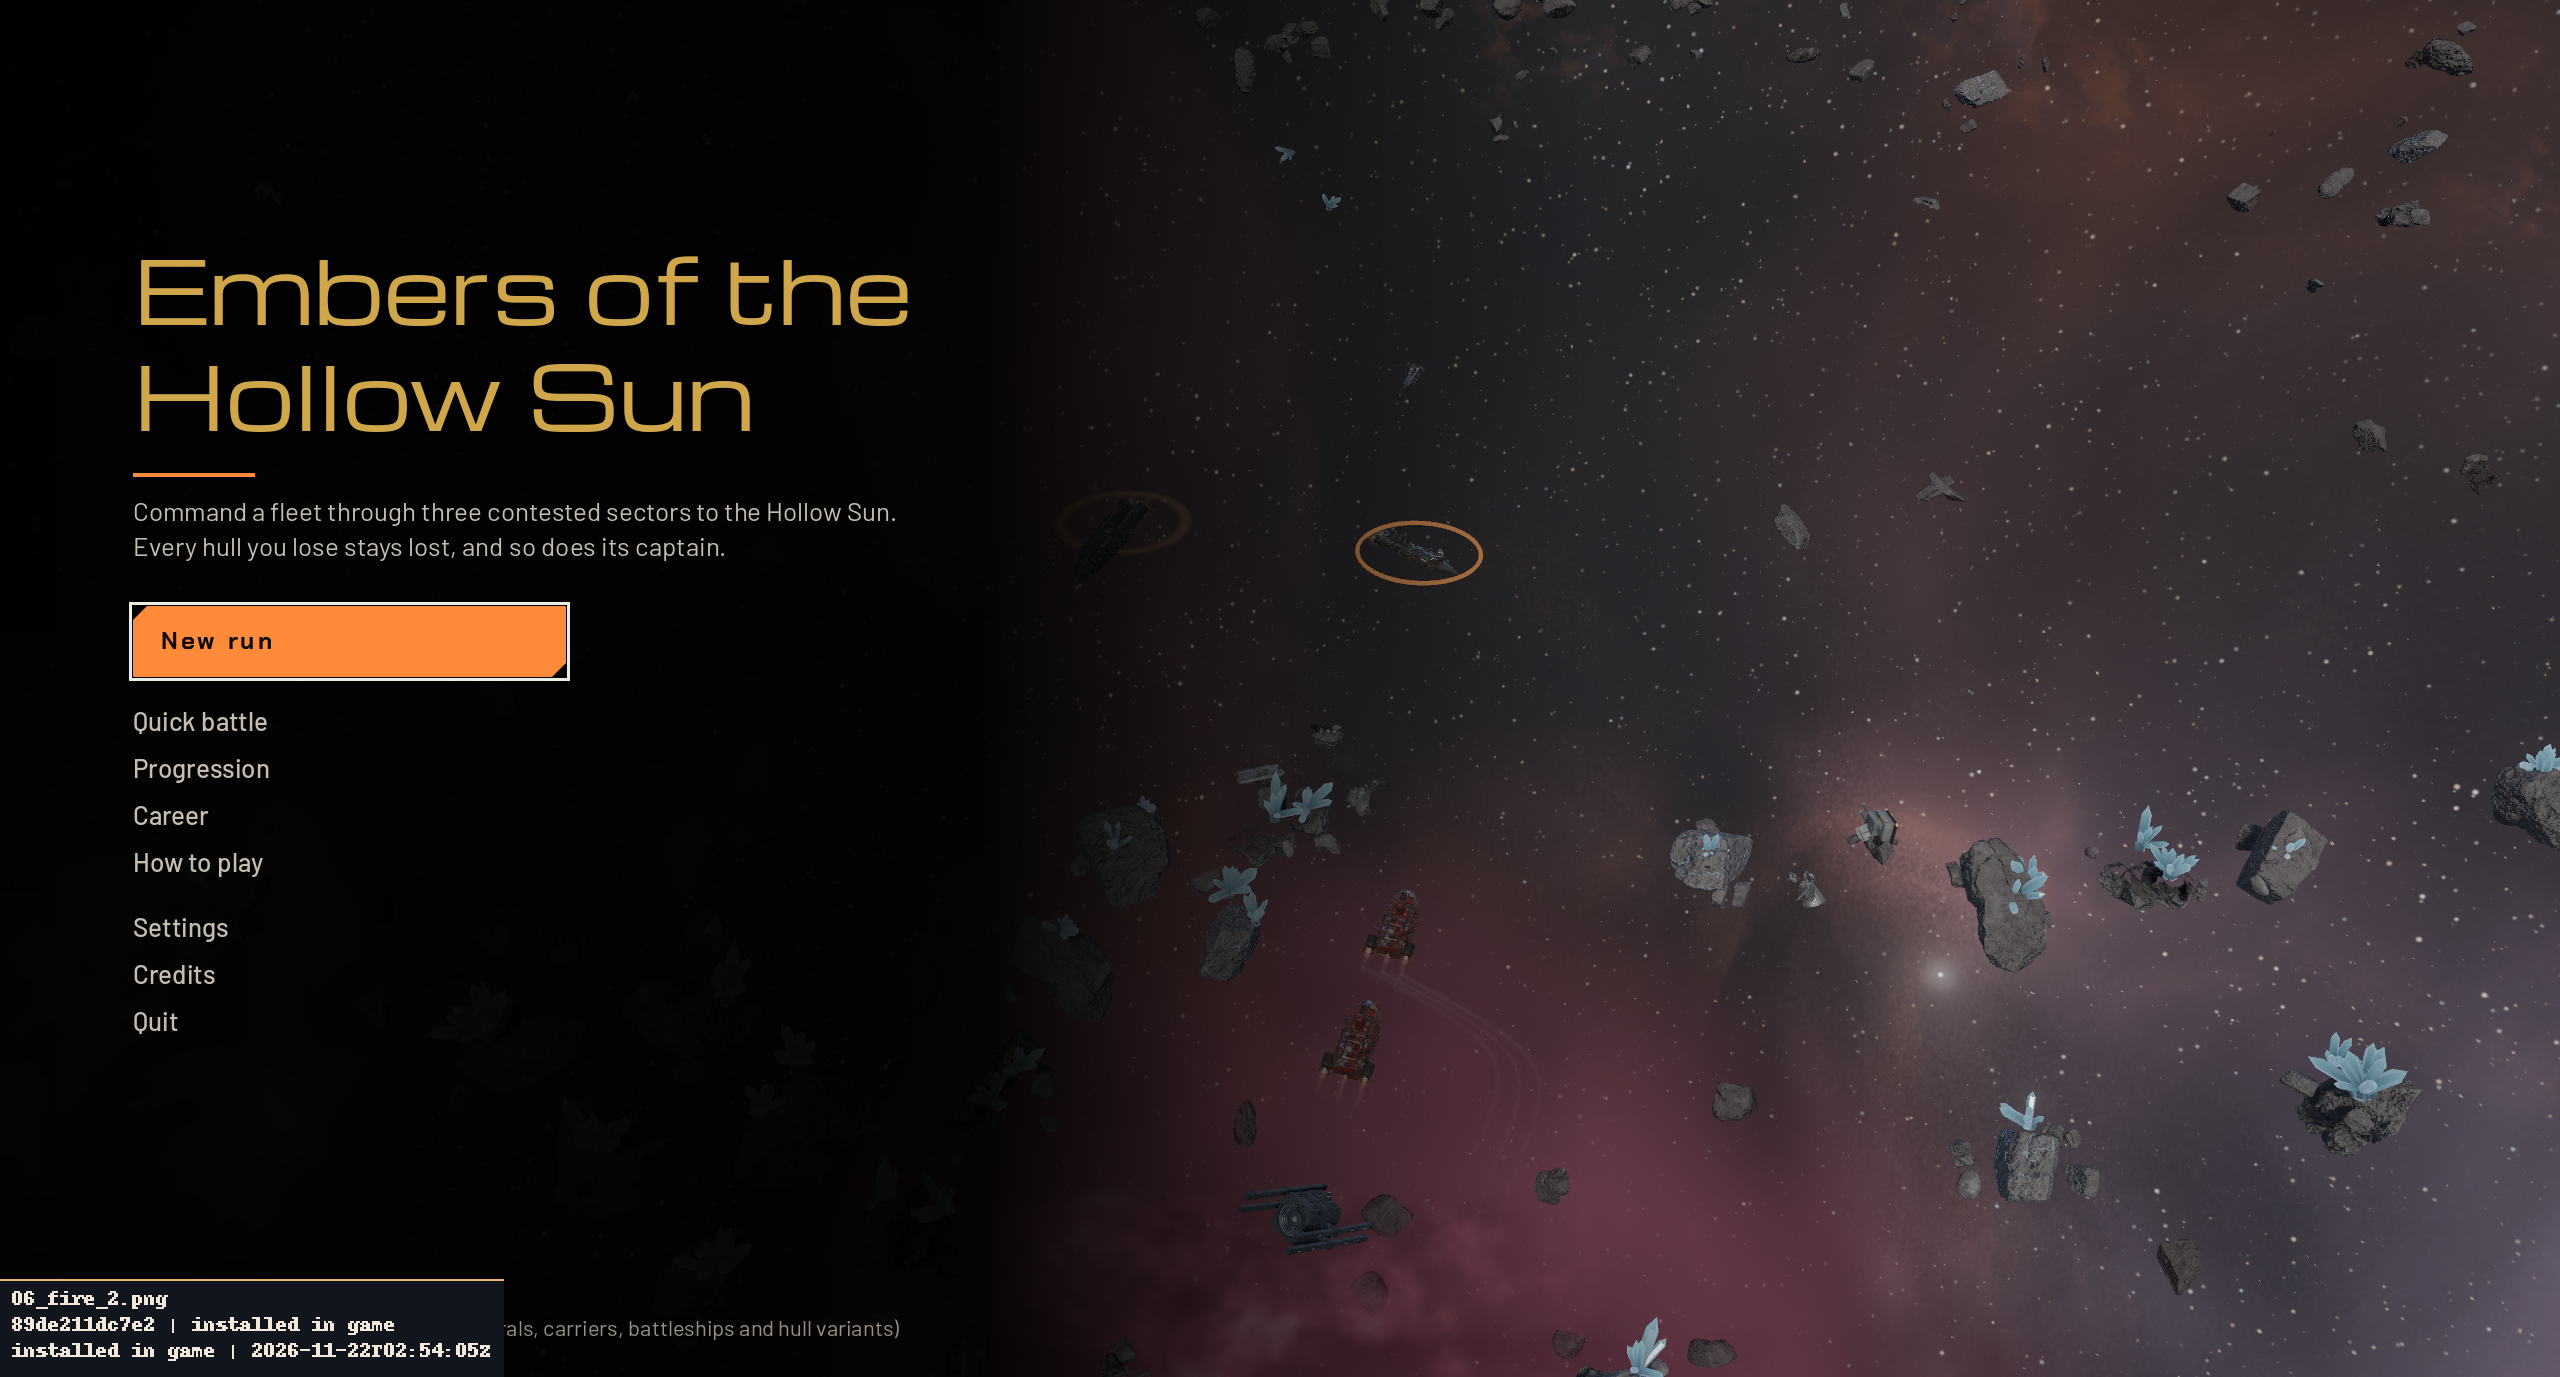 Embers of the
Hollow Sun
Command a fleet through three contested sectors to the Hollow Sun.
Every hull you lose stays lost, and so does its captain.
New run
Quick battle
Progression
Career
How to play
Settings
Credits
Quit
carriers, battleships and hull variants)
06_fire_2.png
89de211dc7e2 | installed in game
installed in game | 2026-11-22T02:54:05Z